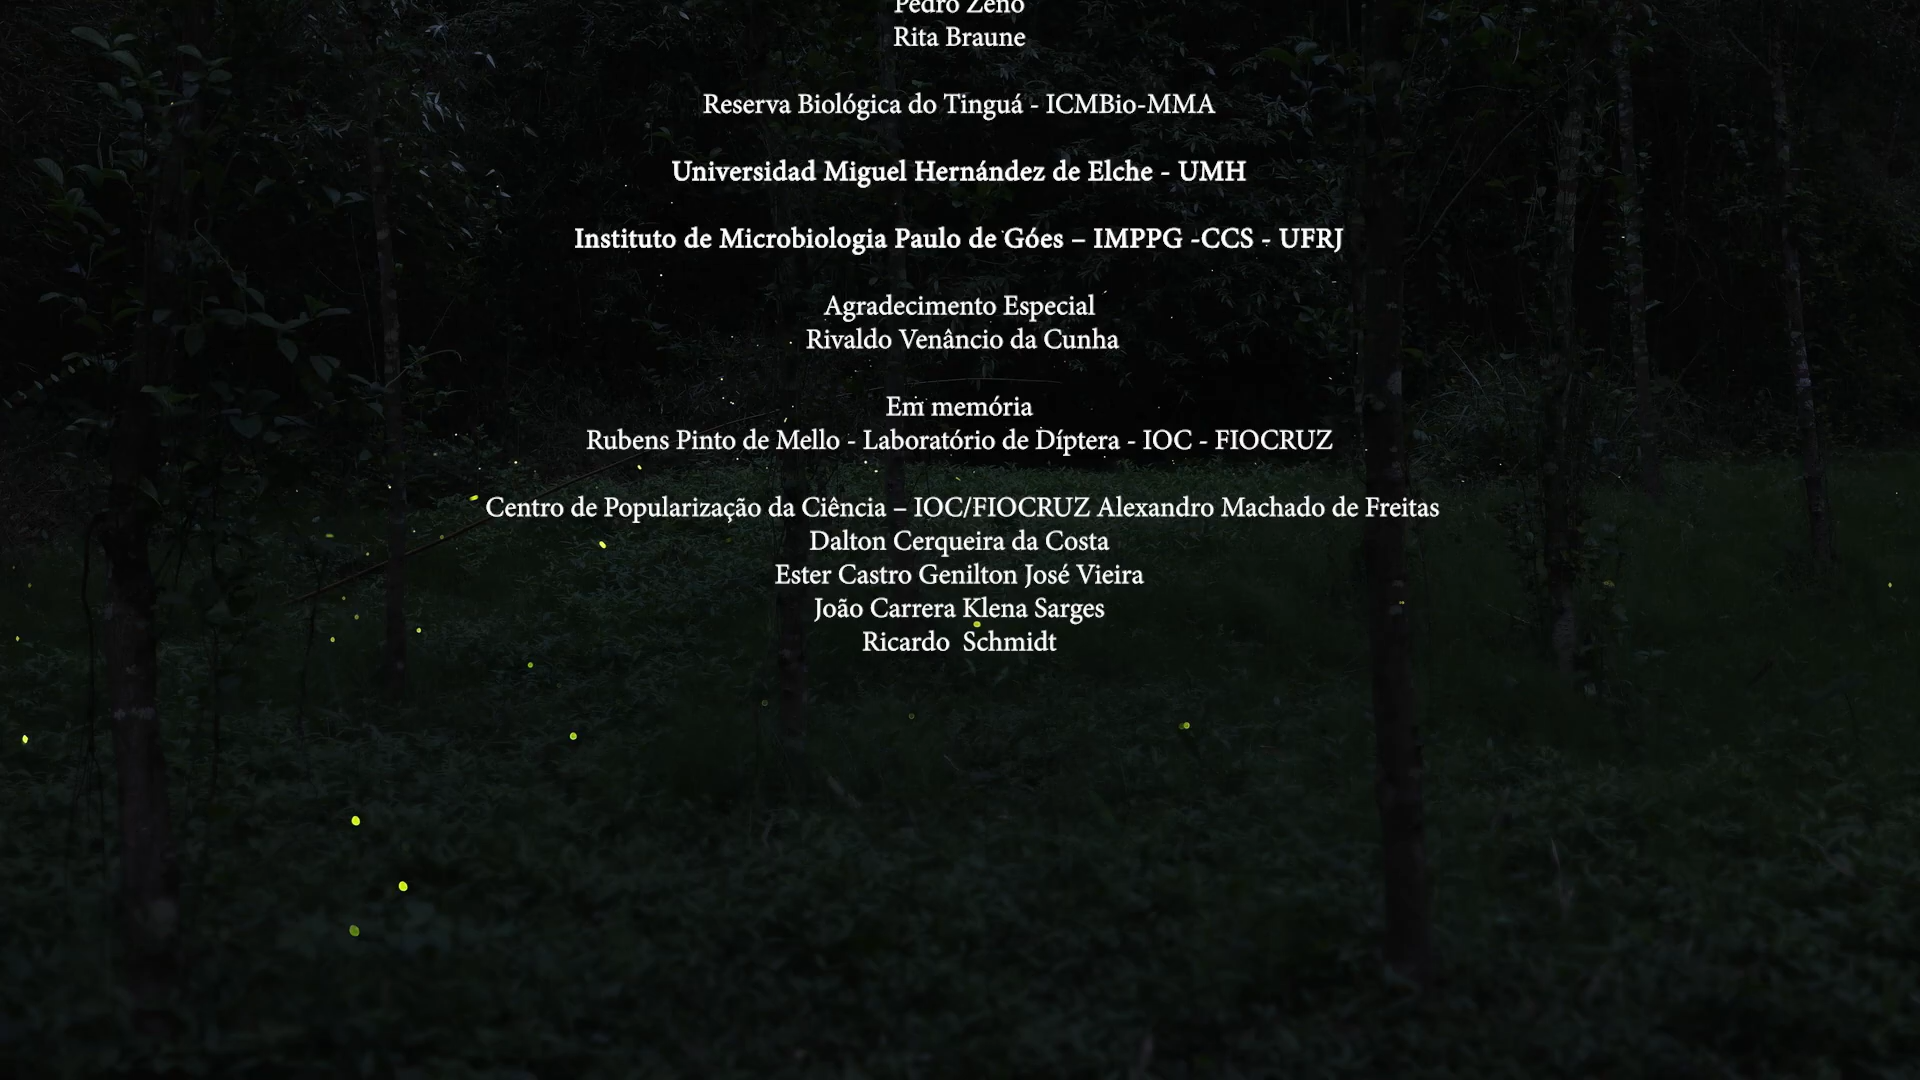 Pedro Zeno
Rita Braune
Reserva Biológica do Tinguá - ICMBio-MMA
Universidad Miguel Hernández de Elche - UMH
Instituto de Microbiologia Paulo de Góes – IMPPG -CCS - UFRJ
Agradecimento Especial
Rivaldo Venâncio da Cunha
Em memória
Rubens Pinto de Mello - Laboratório de Díptera - IOC - FIOCRUZ
Centro de Popularização da Ciência – IOC/FIOCRUZ Alexandro Machado de Freitas
Dalton Cerqueira da Costa
Ester Castro Genilton José Vieira
João Carrera Klena Sarges
Ricardo  Schmidt